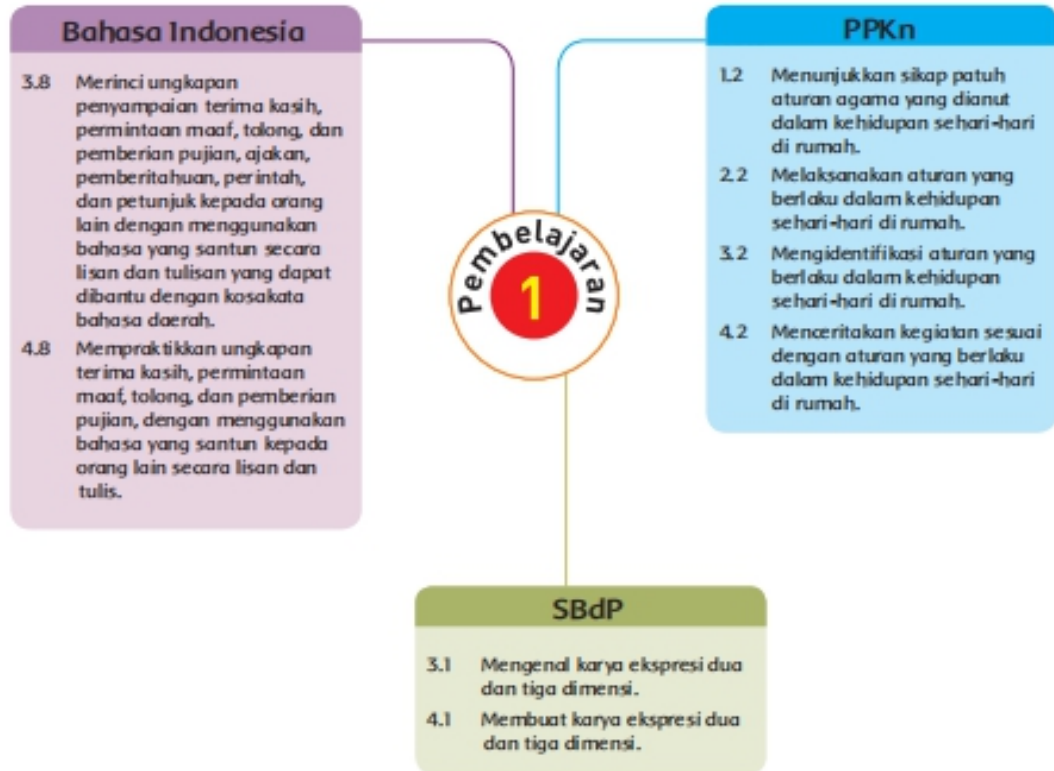 Bahasa Indonesia
3.8 Merinci ungkapan
penyampaian terima kasih,
permintaan maaf, tolong, dan
pemberian pujian, ajakan,
pemberitahuan, perintah,
dan petunjuk kepada orang
lain dengan menggunakan
bahasa yang santun secara
lisan dan tulisan yang dapat
dibantu dengan kosakata
bahasa daerah.
4.8 Mempraktikkan ungkapan
terima kasih, permintaan
maaf, tolong, dan pemberian
pujian, dengan menggunakan
bahasa yang santun kepada
orang lain secara lisan dan
tulis.
PPKn
1.2 Menunjukkan sikap patuh
aturan agama yang dianut
dalam kehidupan sehari-hari
di rumah.
2.2 Melaksanakan aturan yang
berlaku dalam kehidupan
sehari-hari di rumah.
3.2 Mengidentifikasi aturan yang
berlaku dalam kehidupan
sehari-hari di rumah.
4.2 Menceritakan kegiatan sesuai
dengan aturan yang berlaku
dalam kehidupan sehari-hari
di rumah.
Pembelajaran
1
SBdP
3.1 Mengenal karya ekspresi dua
dan tiga dimensi.
4.1 Membuat karya ekspresi dua
dan tiga dimensi.